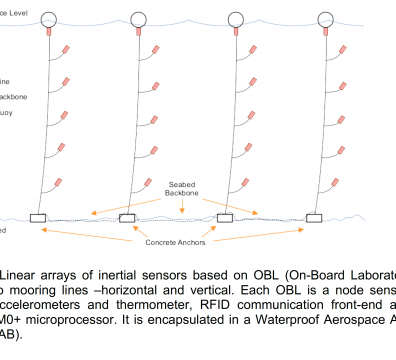 ce Level
ine
ackbone
uoy
Seabed
Backbone
ed
Concrete Anchors
Linear arrays of inertial sensors based on OBL (On-Board Laborato
o mooring lines –horizontal and vertical. Each OBL is a node sens
ccelerometers and thermometer, RFID communication front-end a
M0+ microprocessor. It is encapsulated in a Waterproof Aerospace A
AB).